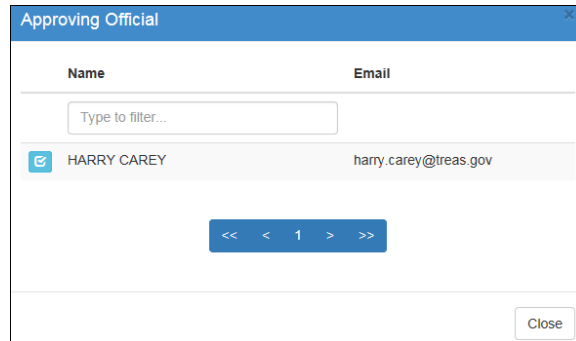 Approving Official ×
Name Email
Type to filter...
HARRY CAREY harry.carey@treas.gov
<< < 1 > >>
Close